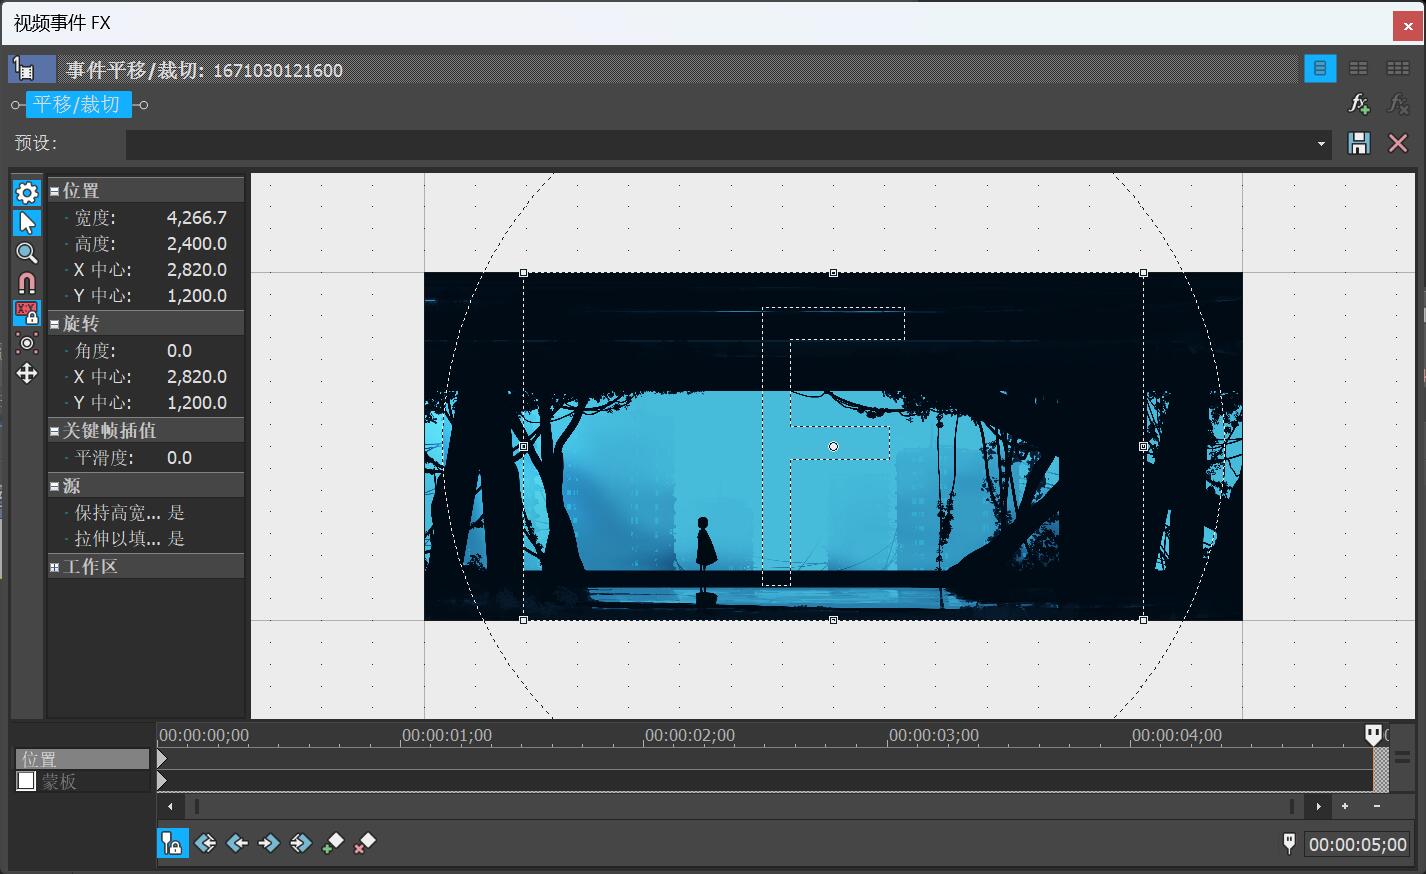 视频事件 FX
事件平移/裁切: 1671030121600
平移/裁切
预设:
位置
宽度: 4,266.7
高度: 2,400.0
X 中心: 2,820.0
Y 中心: 1,200.0
旋转
角度: 0.0
X 中心: 2,820.0
Y 中心: 1,200.0
关键帧插值
平滑度: 0.0
源
保持高宽... 是
拉伸以填... 是
工作区
00:00:00;00 00:00:01;00 00:00:02;00 00:00:03;00 00:00:04;00
位置
蒙板
00:00:05;00